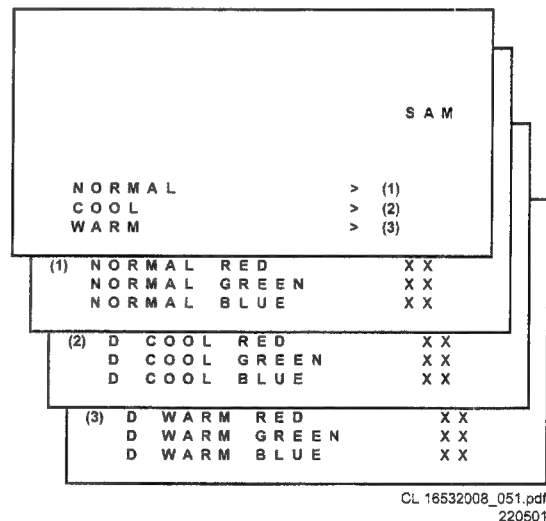 SAM
NORMAL > (1)
COOL > (2)
WARM > (3)
(1) NORMAL RED XX
NORMAL GREEN XX
NORMAL BLUE XX
(2) D COOL RED XX
D COOL GREEN XX
D COOL BLUE XX
(3) D WARM RED XX
D WARM GREEN XX
D WARM BLUE XX
CL 16532008_051.pdf
220501